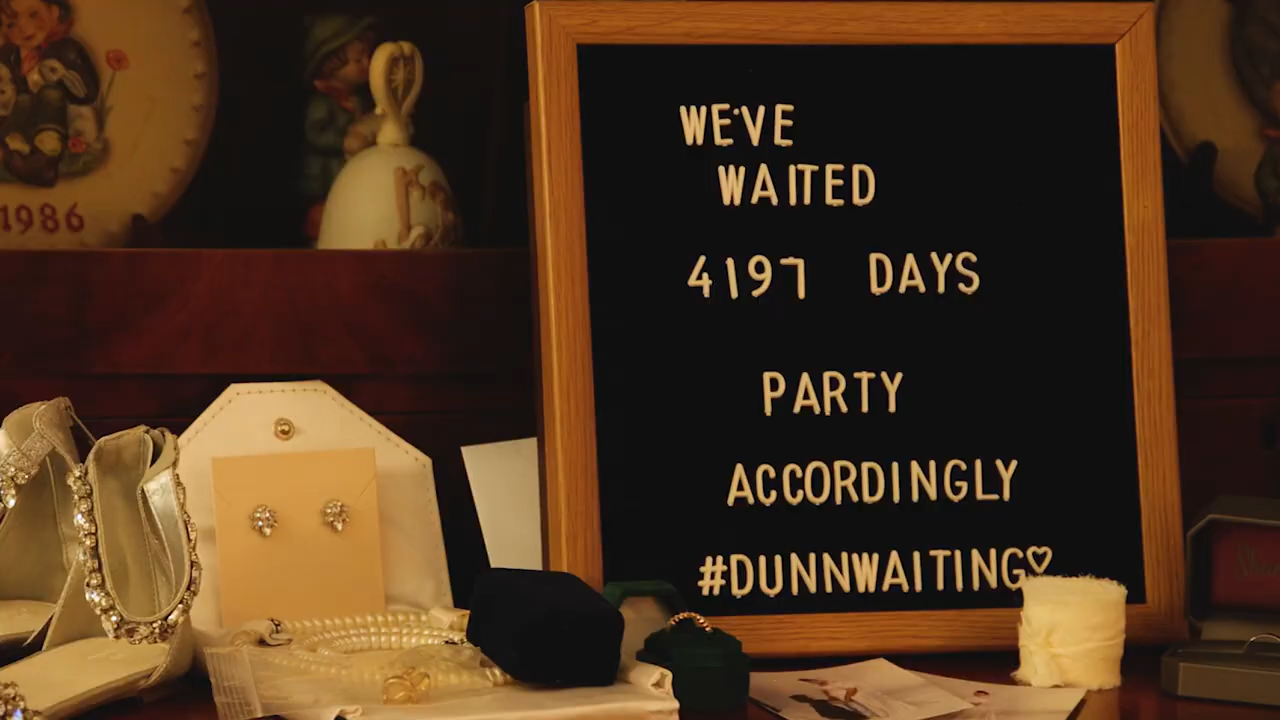 1986
WE'VE
WAITED
4197 DAYS
PARTY
ACCORDINGLY
#DUNNWAITING♡